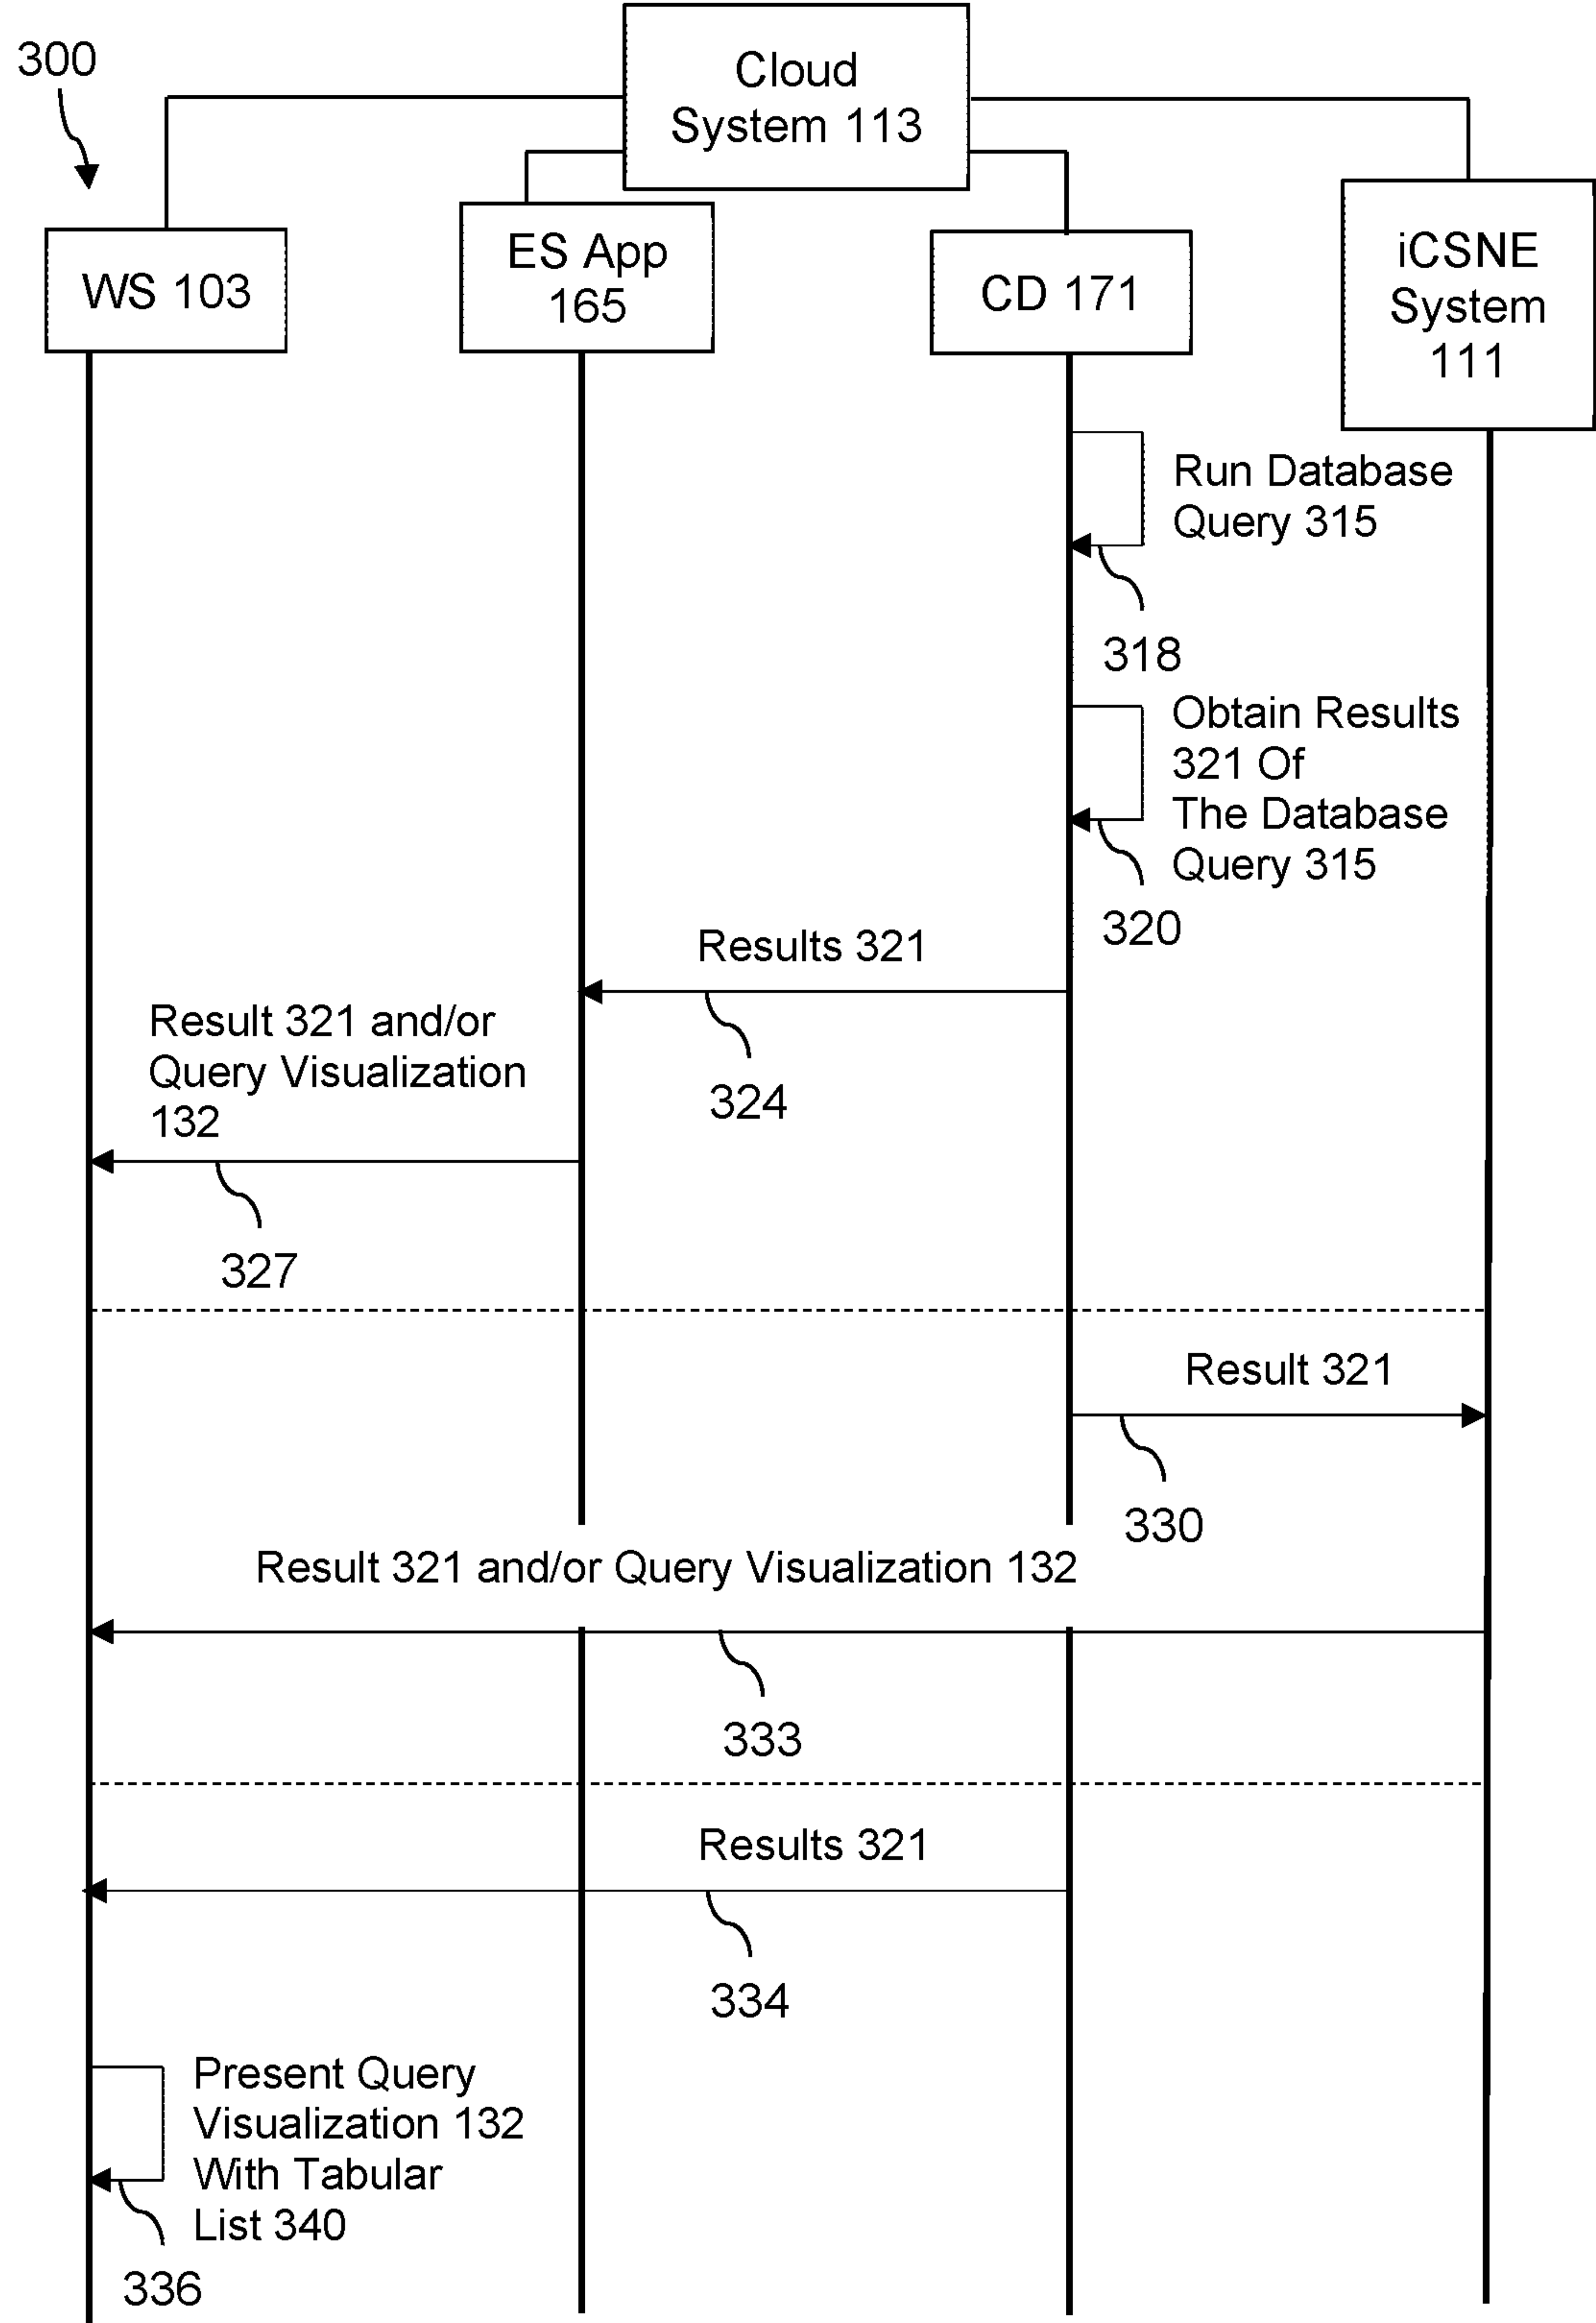 300
Cloud
System 113
WS 103
ES App
165
CD 171
iCSNE
System
111
Run Database
Query 315
318
Obtain Results
321 Of
The Database
Query 315
320
Results 321
324
Result 321 and/or
Query Visualization
132
327
Result 321
330
Result 321 and/or Query Visualization 132
333
Results 321
334
Present Query
Visualization 132
With Tabular
List 340
336